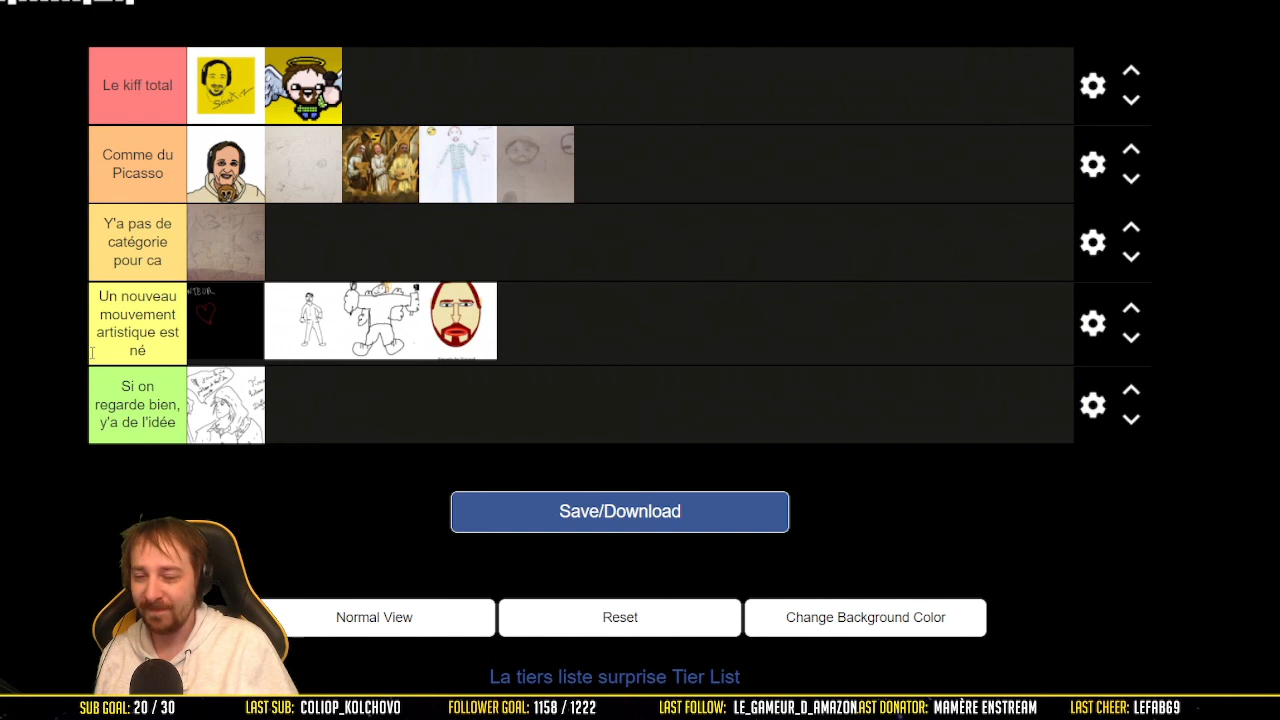 Le kiff total
Comme du
Picasso
Y'a pas de
catégorie
pour ca
Un nouveau
mouvement
artistique est
né
Si on
regarde bien,
y'a de l'idée
Save/Download
Normal View
Reset
Change Background Color
La tiers liste surprise Tier List
SUB GOAL: 20 / 30 LAST SUB: COLIOP_KOLCHOVO FOLLOWER GOAL: 1158 / 1222 LAST FOLLOW: LE_GAMEUR_D_AMAZON AST DONATOR: MAMÈRE ENSTREAM LAST CHEER: LEFAB69